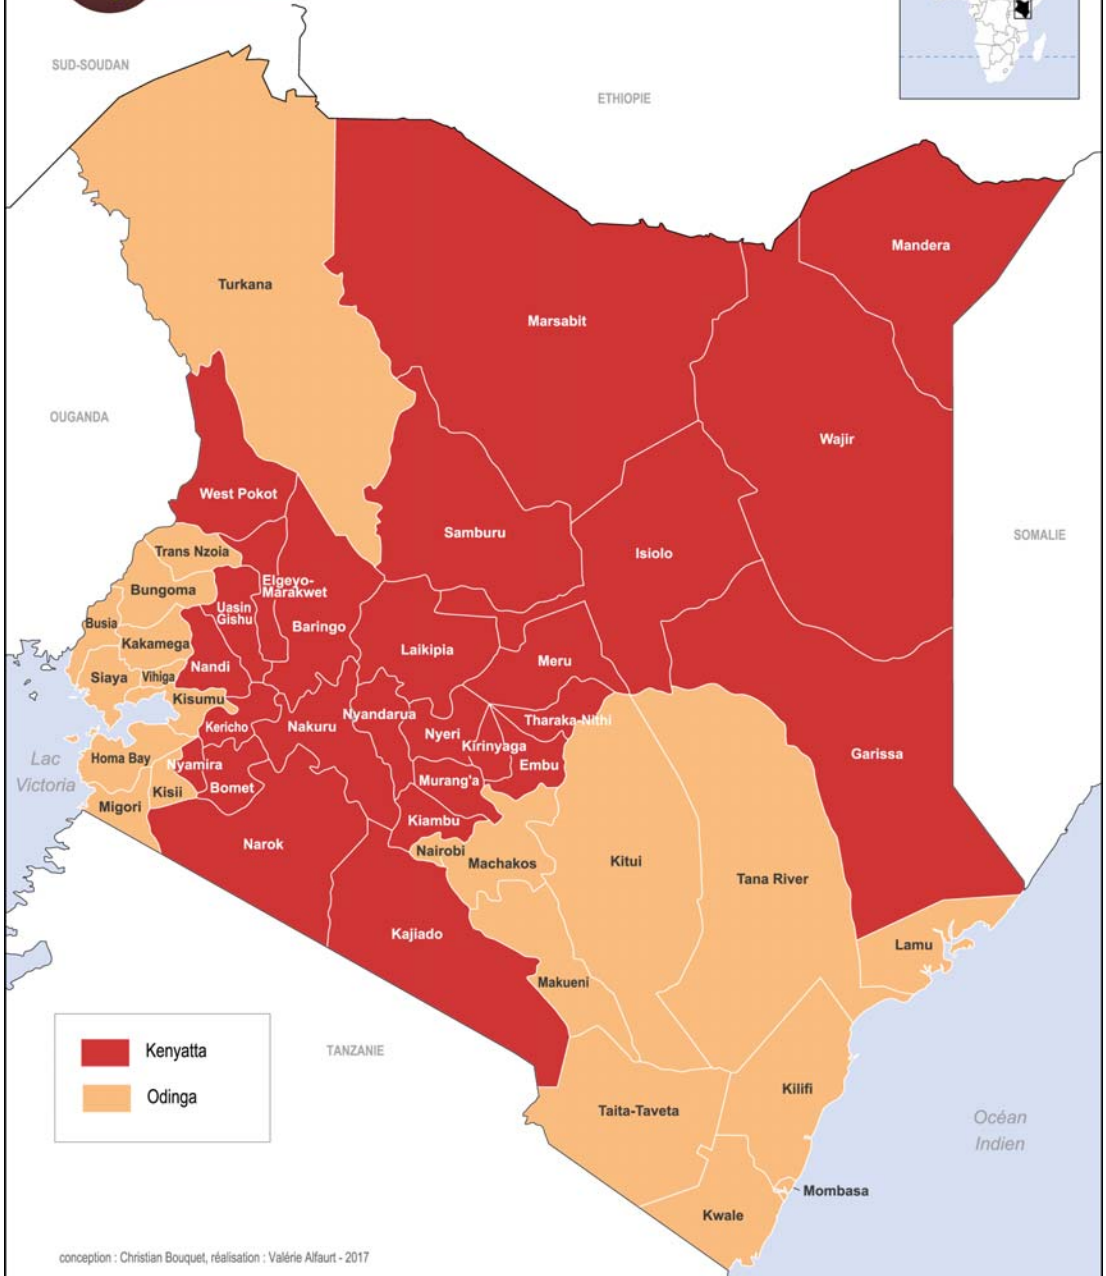 SUD-SOUDAN
ETHIOPIE
Mandera
Turkana
Marsabit
OUGANDA
Wajir
West Pokot
Samburu
SOMALIE
Trans Nzoia
Isiolo
Elgeyo-
Marakwet
Bungoma
Uasin
Gishu
Busia
Baringo
Kakamega
Laikipia
Meru
Nandi
Siaya
Vihiga
Kisumu
Nyandarua
Tharaka-Nithi
Kericho
Nakuru
Nyeri
Kirinyaga
Garissa
Lac
Victoria
Homa Bay
Nyamira
Embu
Bomet
Murang'a
Kisii
Migori
Kiambu
Narok
Nairobi
Machakos
Kitui
Tana River
Kajiado
Lamu
Makueni
Kenyatta
Odinga
TANZANIE
Kilifi
Taita-Taveta
Océan
Indien
Mombasa
Kwale
conception : Christian Bouquet, réalisation : Valérie Alfaurt - 2017